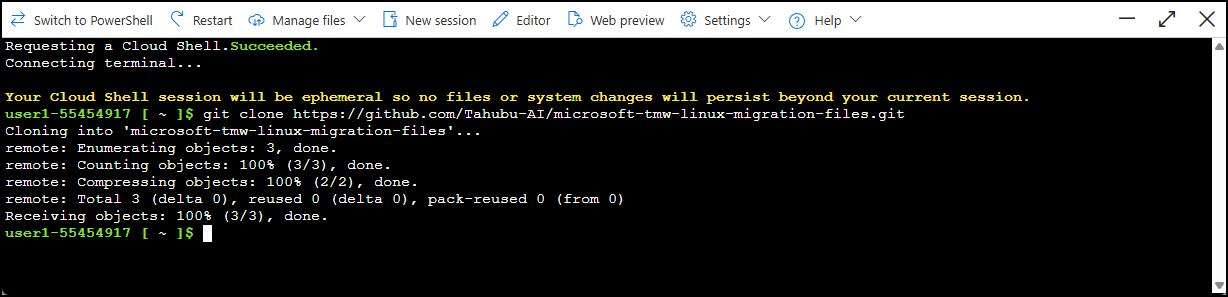 Switch to PowerShell Restart Manage files New session Editor Web preview Settings Help
Requesting a Cloud Shell.Succeeded.
Connecting terminal...
Your Cloud Shell session will be ephemeral so no files or system changes will persist beyond your current session.
user1-55454917 [ ~ ]$ git clone https://github.com/Tahubu-AI/microsoft-tmw-linux-migration-files.git
Cloning into 'microsoft-tmw-linux-migration-files'...
remote: Enumerating objects: 3, done.
remote: Counting objects: 100% (3/3), done.
remote: Compressing objects: 100% (2/2), done.
remote: Total 3 (delta 0), reused 0 (delta 0), pack-reused 0 (from 0)
Receiving objects: 100% (3/3), done.
user1-55454917 [ ~ ]$